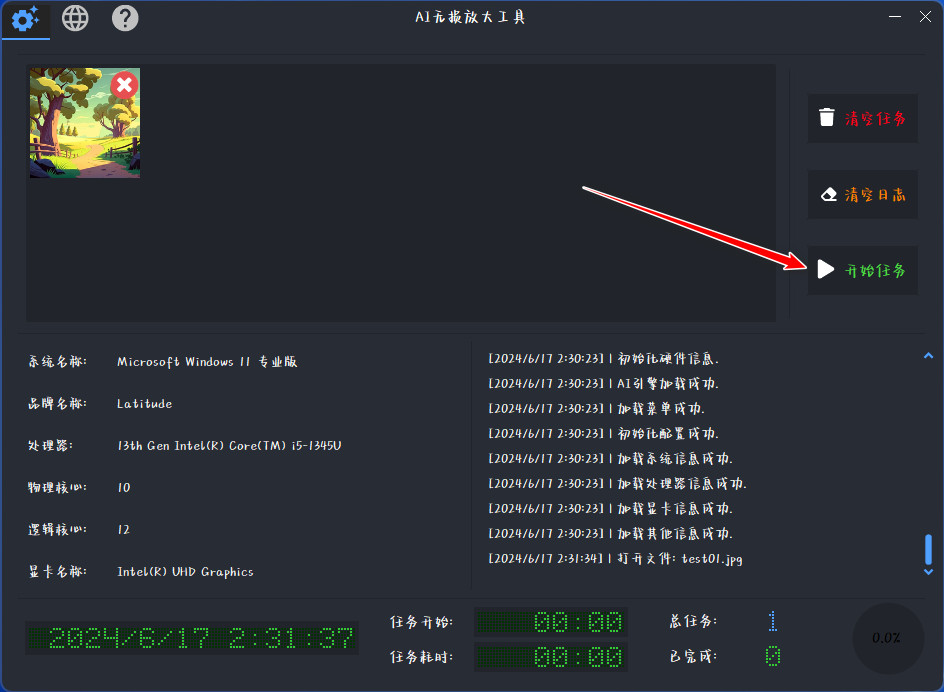 AI无损放大工具
清空任务
清空日志
开始任务
系统名称: Microsoft Windows 11 专业版
品牌名称: Latitude
处理器: 13th Gen Intel(R) Core(TM) i5-1345U
物理核心: 10
逻辑核心: 12
显卡名称: Intel(R) UHD Graphics
[2024/6/17 2:30:23] | 初始化硬件信息.
[2024/6/17 2:30:23] | AI引擎加载成功.
[2024/6/17 2:30:23] | 加载菜单成功.
[2024/6/17 2:30:23] | 初始化配置成功.
[2024/6/17 2:30:23] | 加载系统信息成功.
[2024/6/17 2:30:23] | 加载处理器信息成功.
[2024/6/17 2:30:23] | 加载显卡信息成功.
[2024/6/17 2:30:23] | 加载其他信息成功.
[2024/6/17 2:31:34] | 打开文件: test01.jpg
2024/6/17 2:31:37
任务开始: 00:00
任务耗时: 00:00
总任务: 1
已完成: 0
0.0%